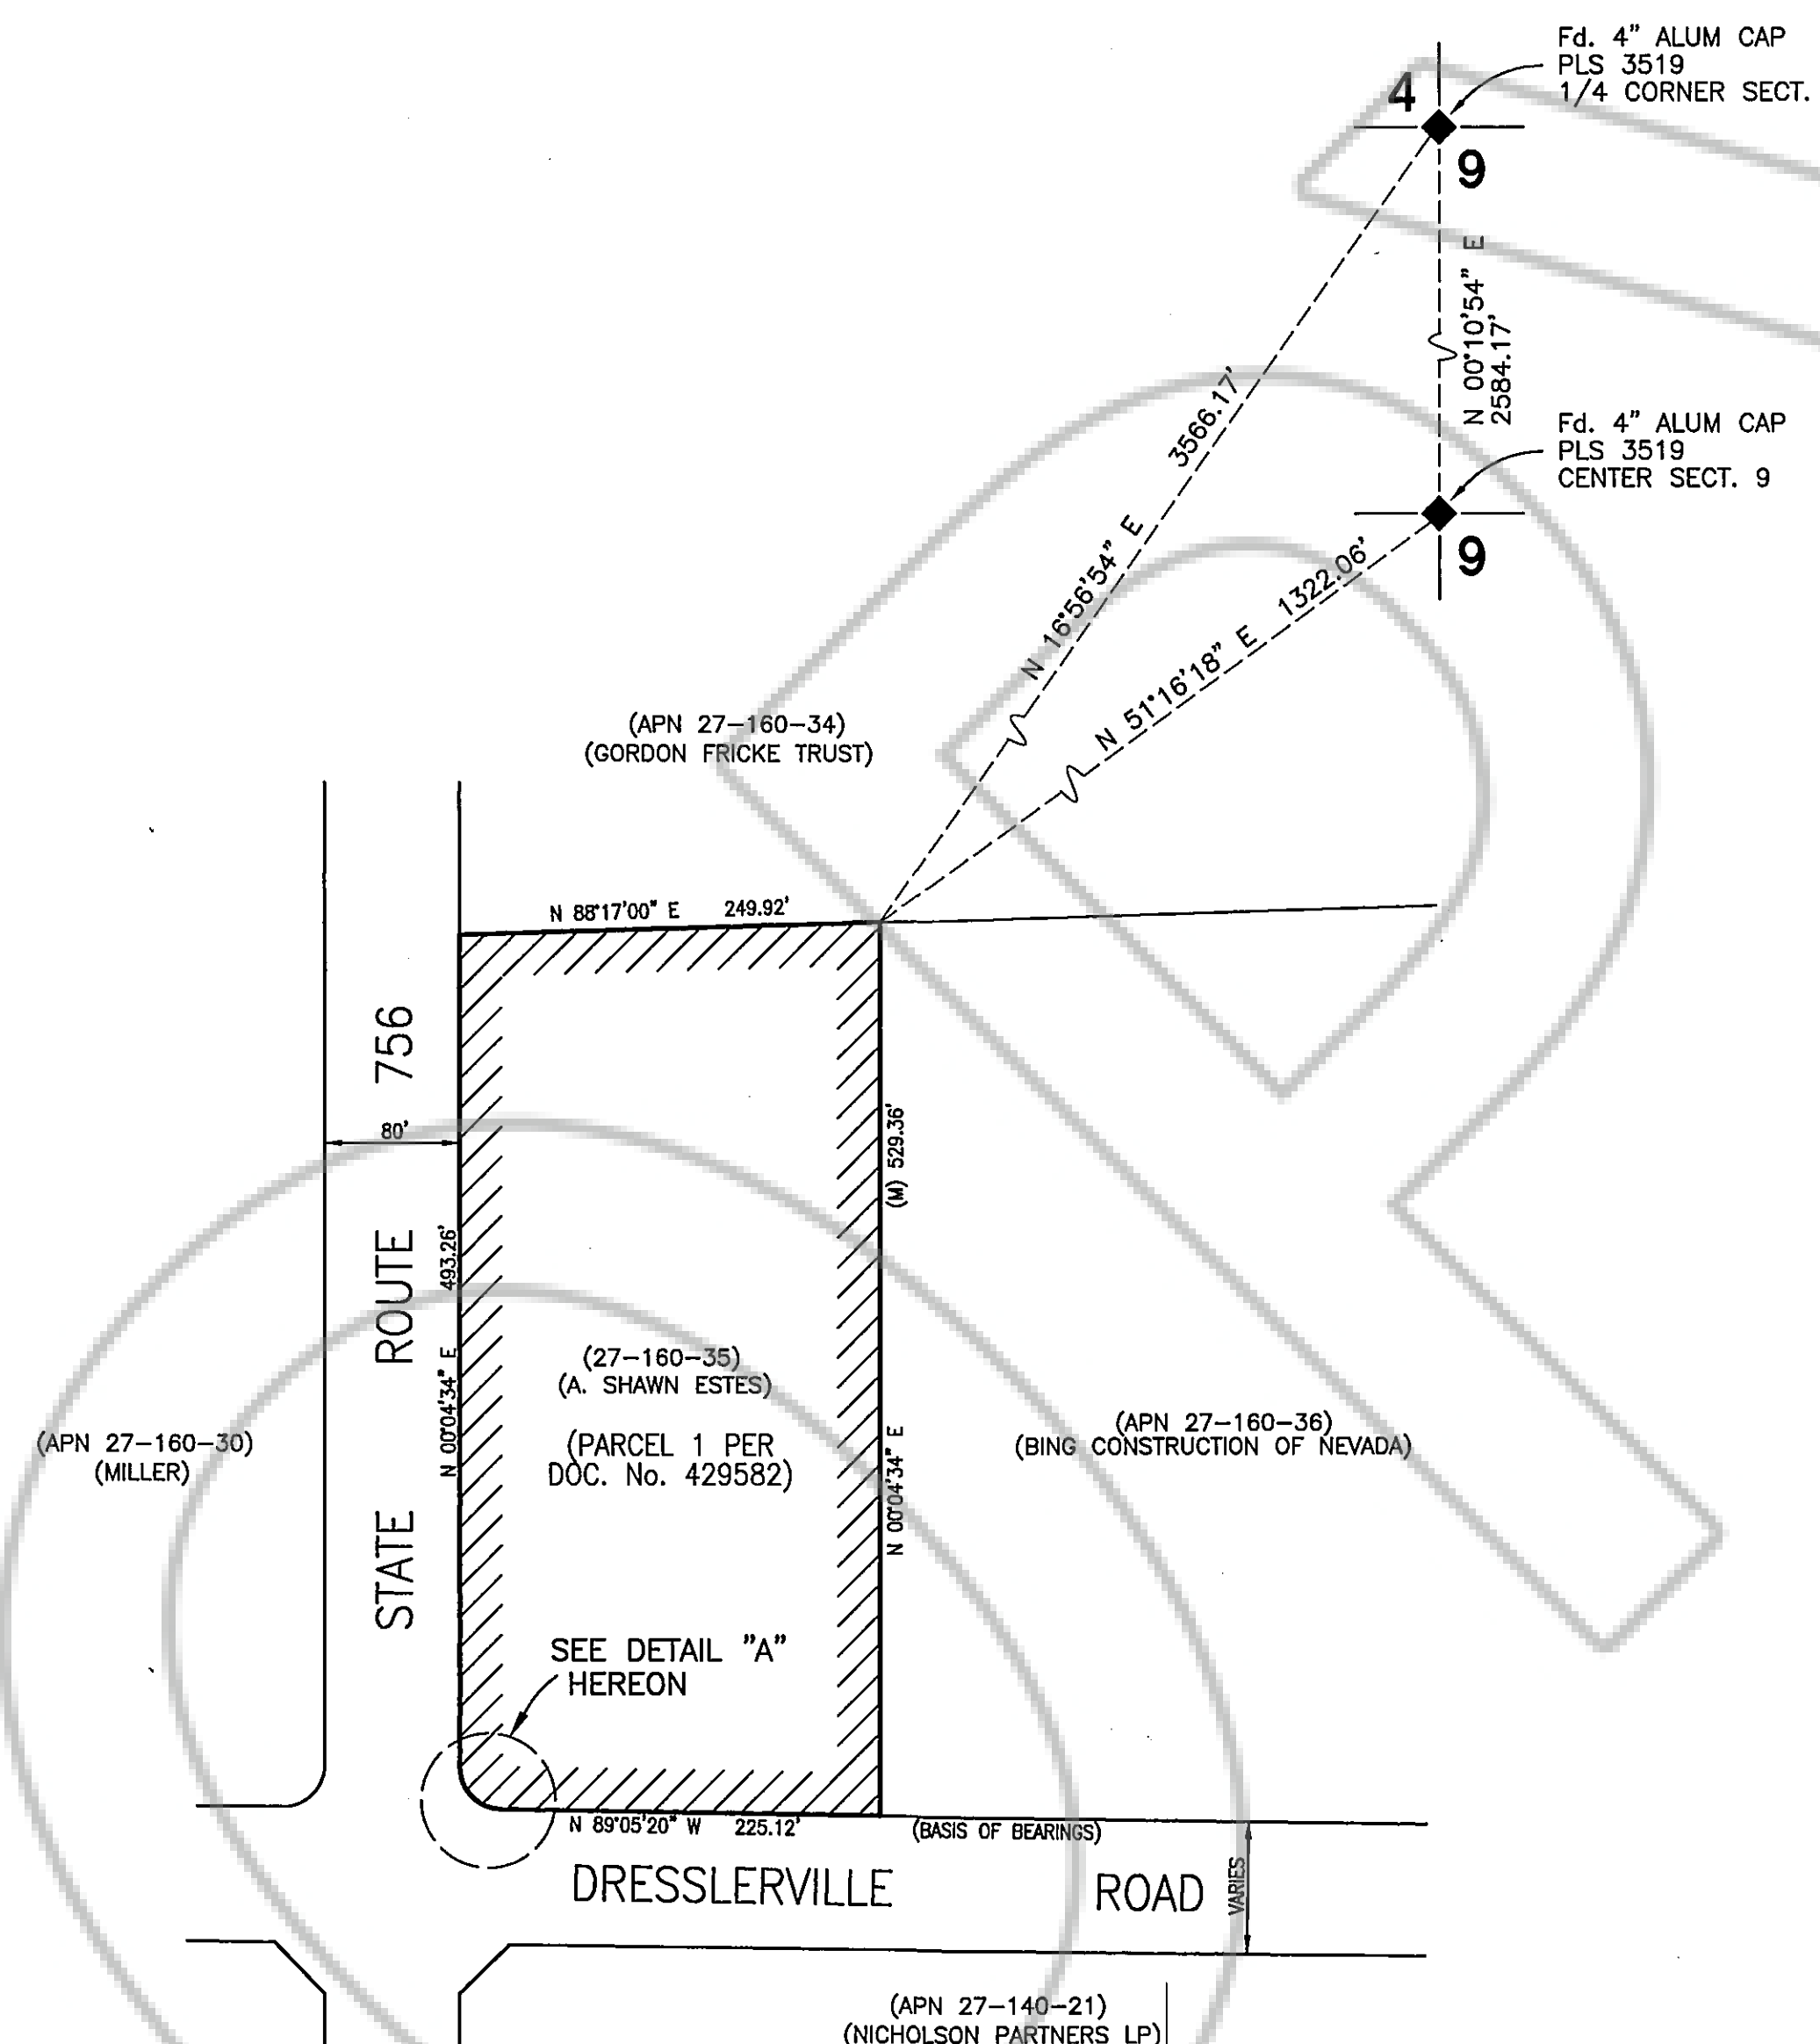 Fd. 4" ALUM CAP
PLS 3519
1/4 CORNER SECT.
4
9
N 00°10'54" E
2584.17'
3566.17'
N 16°56'54" E
Fd. 4" ALUM CAP
PLS 3519
CENTER SECT. 9
9
N 51°16'18" E 1322.06'
(APN 27-160-34)
(GORDON FRICKE TRUST)
N 88°17'00" E 249.92'
STATE ROUTE 756
80'
N 00°04'34" E 493.26'
(M) 529.36'
N 00°04'34" E
(27-160-35)
(A. SHAWN ESTES)
(PARCEL 1 PER
DOC. No. 429582)
(APN 27-160-30)
(MILLER)
(APN 27-160-36)
(BING CONSTRUCTION OF NEVADA)
SEE DETAIL "A"
HEREON
N 89°05'20" W 225.12'
(BASIS OF BEARINGS)
DRESSLERVILLE ROAD
VARIES
(APN 27-140-21)
(NICHOLSON PARTNERS LP)